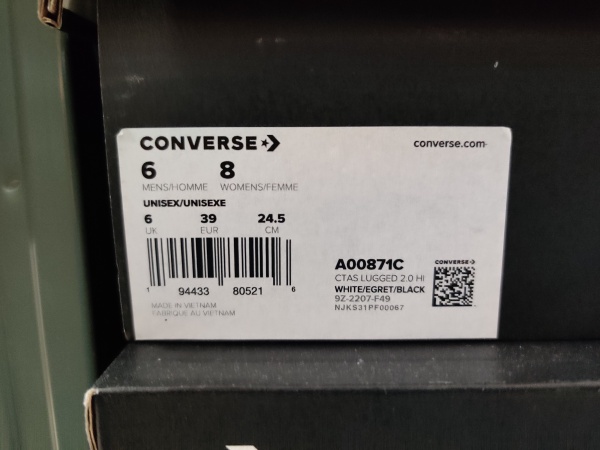 CONVERSE
converse.com
6 8
MENS/HOMME WOMENS/FEMME
UNISEX/UNISEXE
6 39 24.5
UK EUR CM
1 94433 80521 6
MADE IN VIETNAM
FABRIQUE AU VIETNAM
CONVERSE
A00871C
CTAS LUGGED 2.0 HI
WHITE/EGRET/BLACK
9Z-2207-F49
NJKS31PF00067